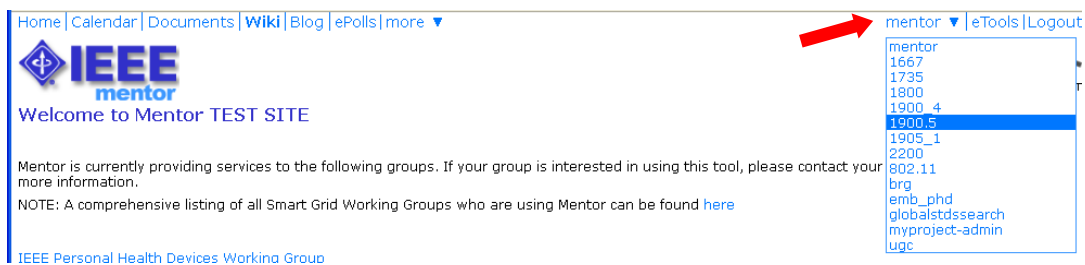 Home|Calendar|Documents|Wiki|Blog|ePolls|more ▼ mentor ▼ |eTools|Logout
IEEE
mentor
Welcome to Mentor TEST SITE
Mentor is currently providing services to the following groups. If your group is interested in using this tool, please contact your
more information.
NOTE: A comprehensive listing of all Smart Grid Working Groups who are using Mentor can be found here
IEEE Personal Health Devices Working Group
mentor
1667
1735
1800
1900_4
1900.5
1905_1
2200
802.11
brg
emb_phd
globalstdssearch
myproject-admin
ugc